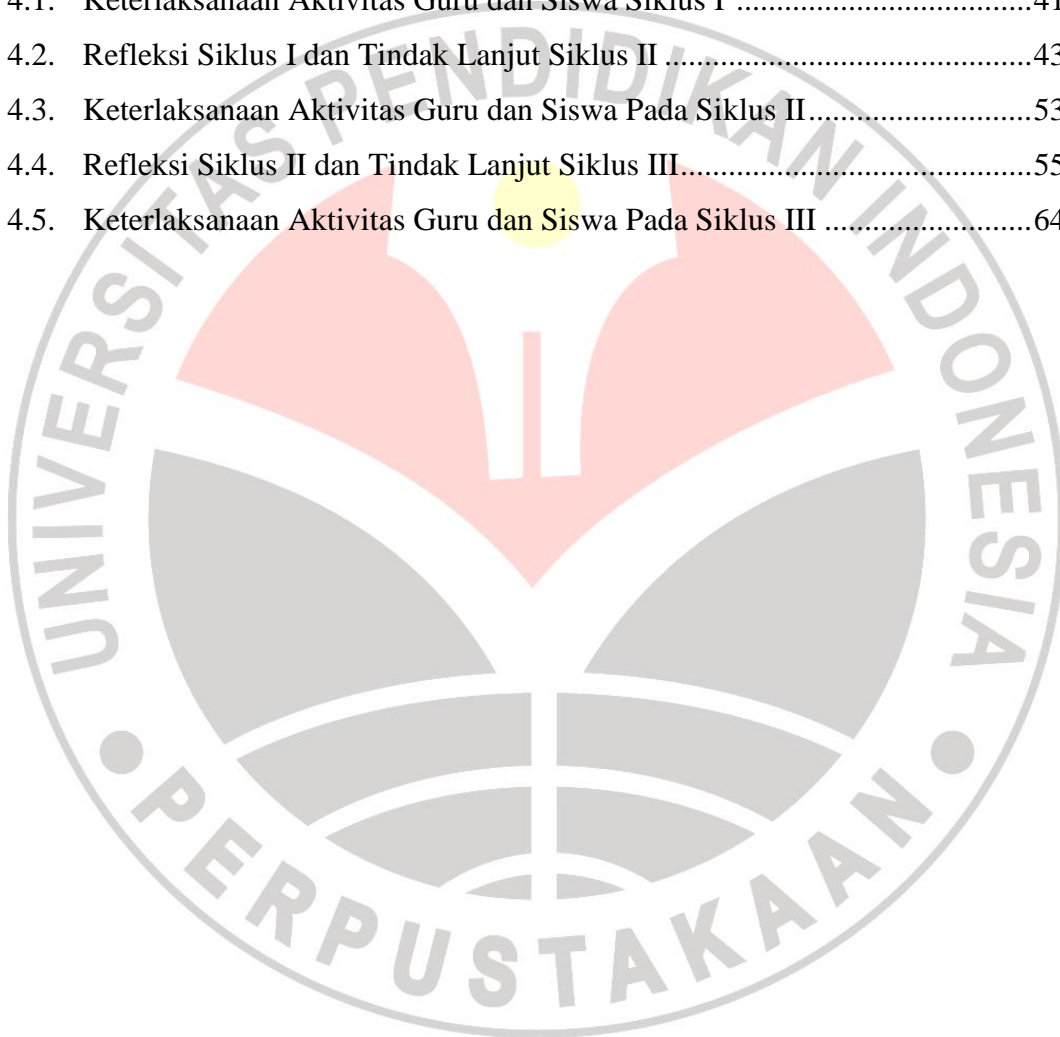 4.1. Keterlaksanaan Aktivitas Guru dan Siswa Siklus I ....................................41
4.2. Refleksi Siklus I dan Tindak Lanjut Siklus II .............................................43
4.3. Keterlaksanaan Aktivitas Guru dan Siswa Pada Siklus II............................53
4.4. Refleksi Siklus II dan Tindak Lanjut Siklus III...........................................55
4.5. Keterlaksanaan Aktivitas Guru dan Siswa Pada Siklus III .........................64
UNIVERSITAS PENDIDIKAN INDONESIA
PERPUSTAKAAN